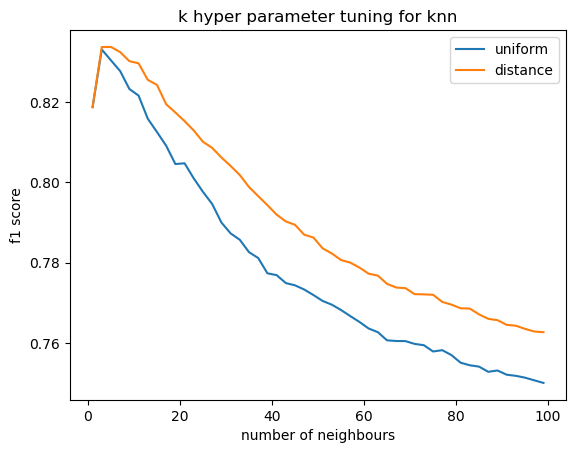 k hyper parameter tuning for knn
uniform
distance
0.82
0.80
0.78
0.76
f1 score
0
20
40
60
80
100
number of neighbours